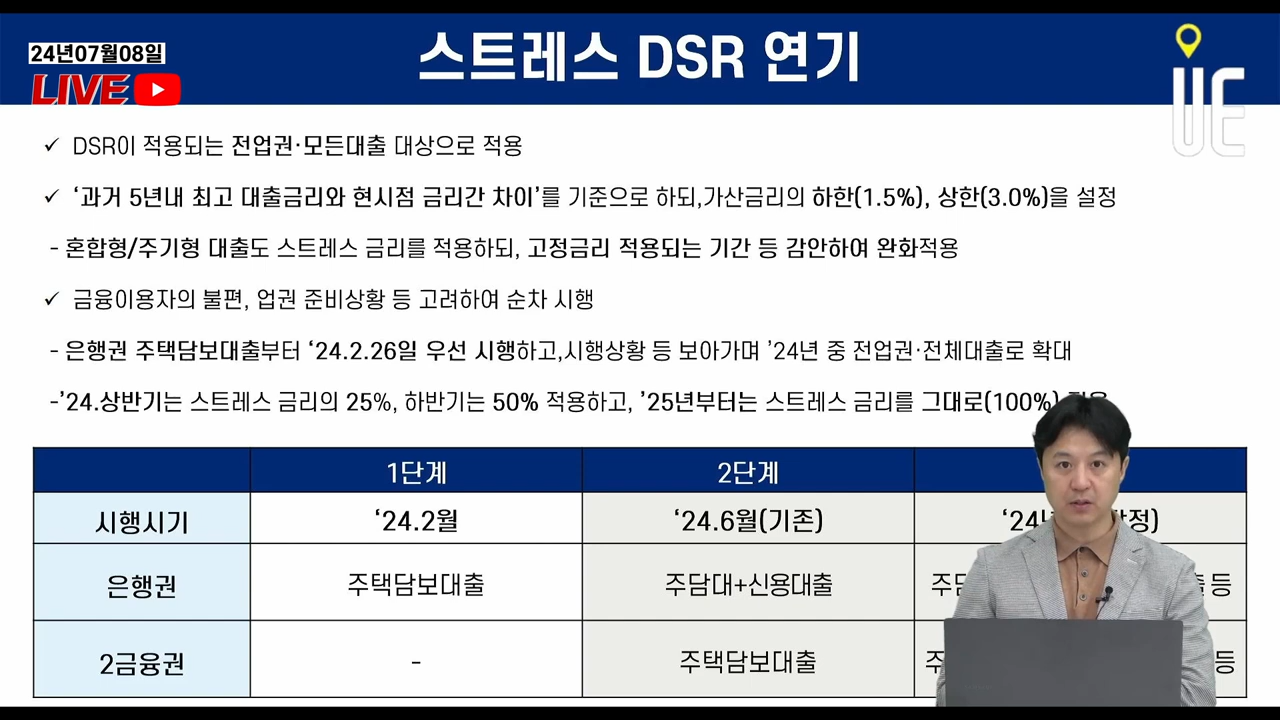 24년07월08일
LIVE
스트레스 DSR 연기
UE
✓ DSR이 적용되는 전업권·모든대출 대상으로 적용
✓ ‘과거 5년내 최고 대출금리와 현시점 금리간 차이’를 기준으로 하되,가산금리의 하한(1.5%), 상한(3.0%)을 설정
- 혼합형/주기형 대출도 스트레스 금리를 적용하되, 고정금리 적용되는 기간 등 감안하여 완화적용
✓ 금융이용자의 불편, 업권 준비상황 등 고려하여 순차 시행
- 은행권 주택담보대출부터 ‘24.2.26일 우선 시행하고,시행상황 등 보아가며 ’24년 중 전업권·전체대출로 확대
-’24.상반기는 스트레스 금리의 25%, 하반기는 50% 적용하고, ’25년부터는 스트레스 금리를 그대로(100%)
1단계 2단계
시행시기 ‘24.2월 ‘24.6월(기존)
은행권 주택담보대출 주담대+신용대출 등
2금융권 - 주택담보대출 등